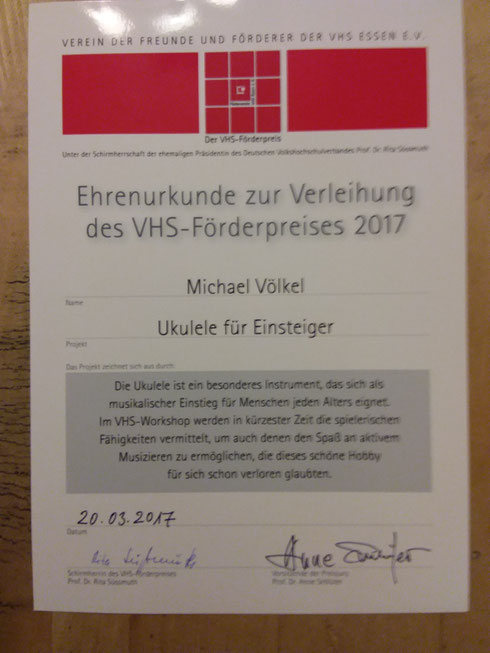 VEREIN DER FREUNDE UND FÖRDERER DER VHS ESSEN E.V.
Der VHS-Förderpreis
Unter der Schirmherrschaft der ehemaligen Präsidentin des Deutschen Volkshochschulverbandes Prof. Dr. Rita Süssmuth
Ehrenurkunde zur Verleihung
des VHS-Förderpreises 2017
Michael Völkel
Name
Ukulele für Einsteiger
Projekt
Das Projekt zeichnet sich aus durch:
Die Ukulele ist ein besonderes Instrument, das sich als
musikalischer Einstieg für Menschen jeden Alters eignet.
Im VHS-Workshop werden in kürzester Zeit die spielerischen
Fähigkeiten vermittelt, um auch denen den Spaß an aktivem
Musizieren zu ermöglichen, die dieses schöne Hobby
für sich schon verloren glaubten.
20.03.2017
Datum
Anne
Schirmherrin des VHS-Förderpreises
Prof. Dr. Rita Süssmuth
Vorsitzende der Preisjury
Prof. Dr. Anne